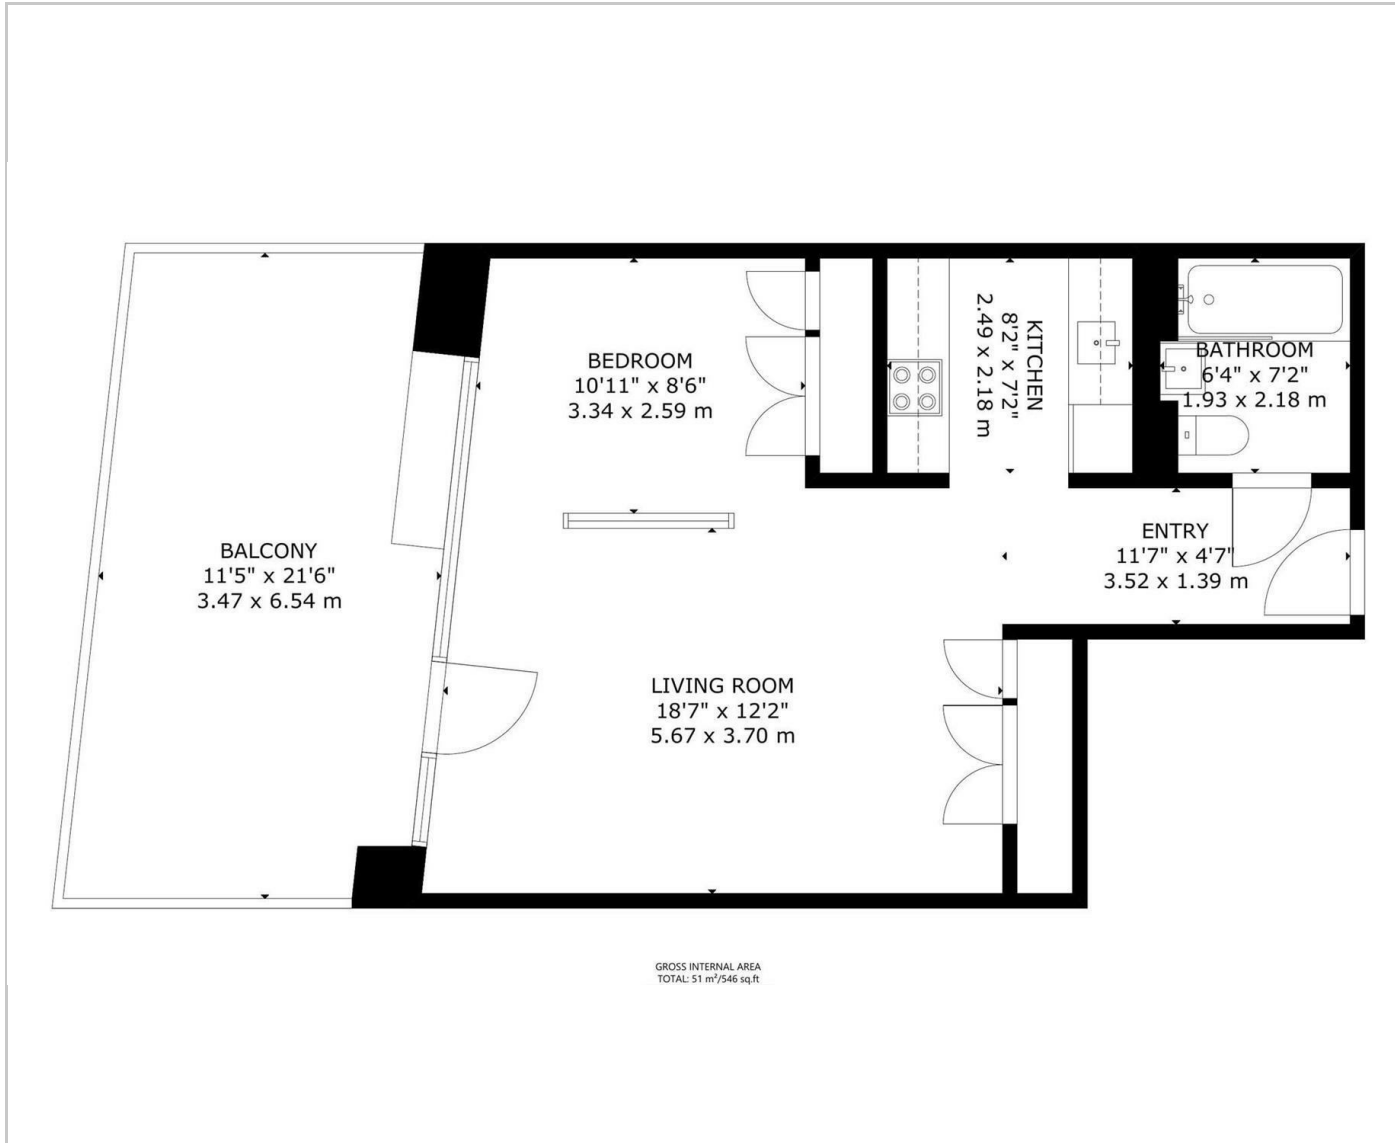 BEDROOM
10'11" x 8'6"
3.34 x 2.59 m
KITCHEN
8'2" x 7'2"
2.49 x 2.18 m
BATHROOM
6'4" x 7'2"
1.93 x 2.18 m
BALCONY
11'5" x 21'6"
3.47 x 6.54 m
ENTRY
11'7" x 4'7"
3.52 x 1.39 m
LIVING ROOM
18'7" x 12'2"
5.67 x 3.70 m
GROSS INTERNAL AREA
TOTAL: 51 m²/546 sq.ft